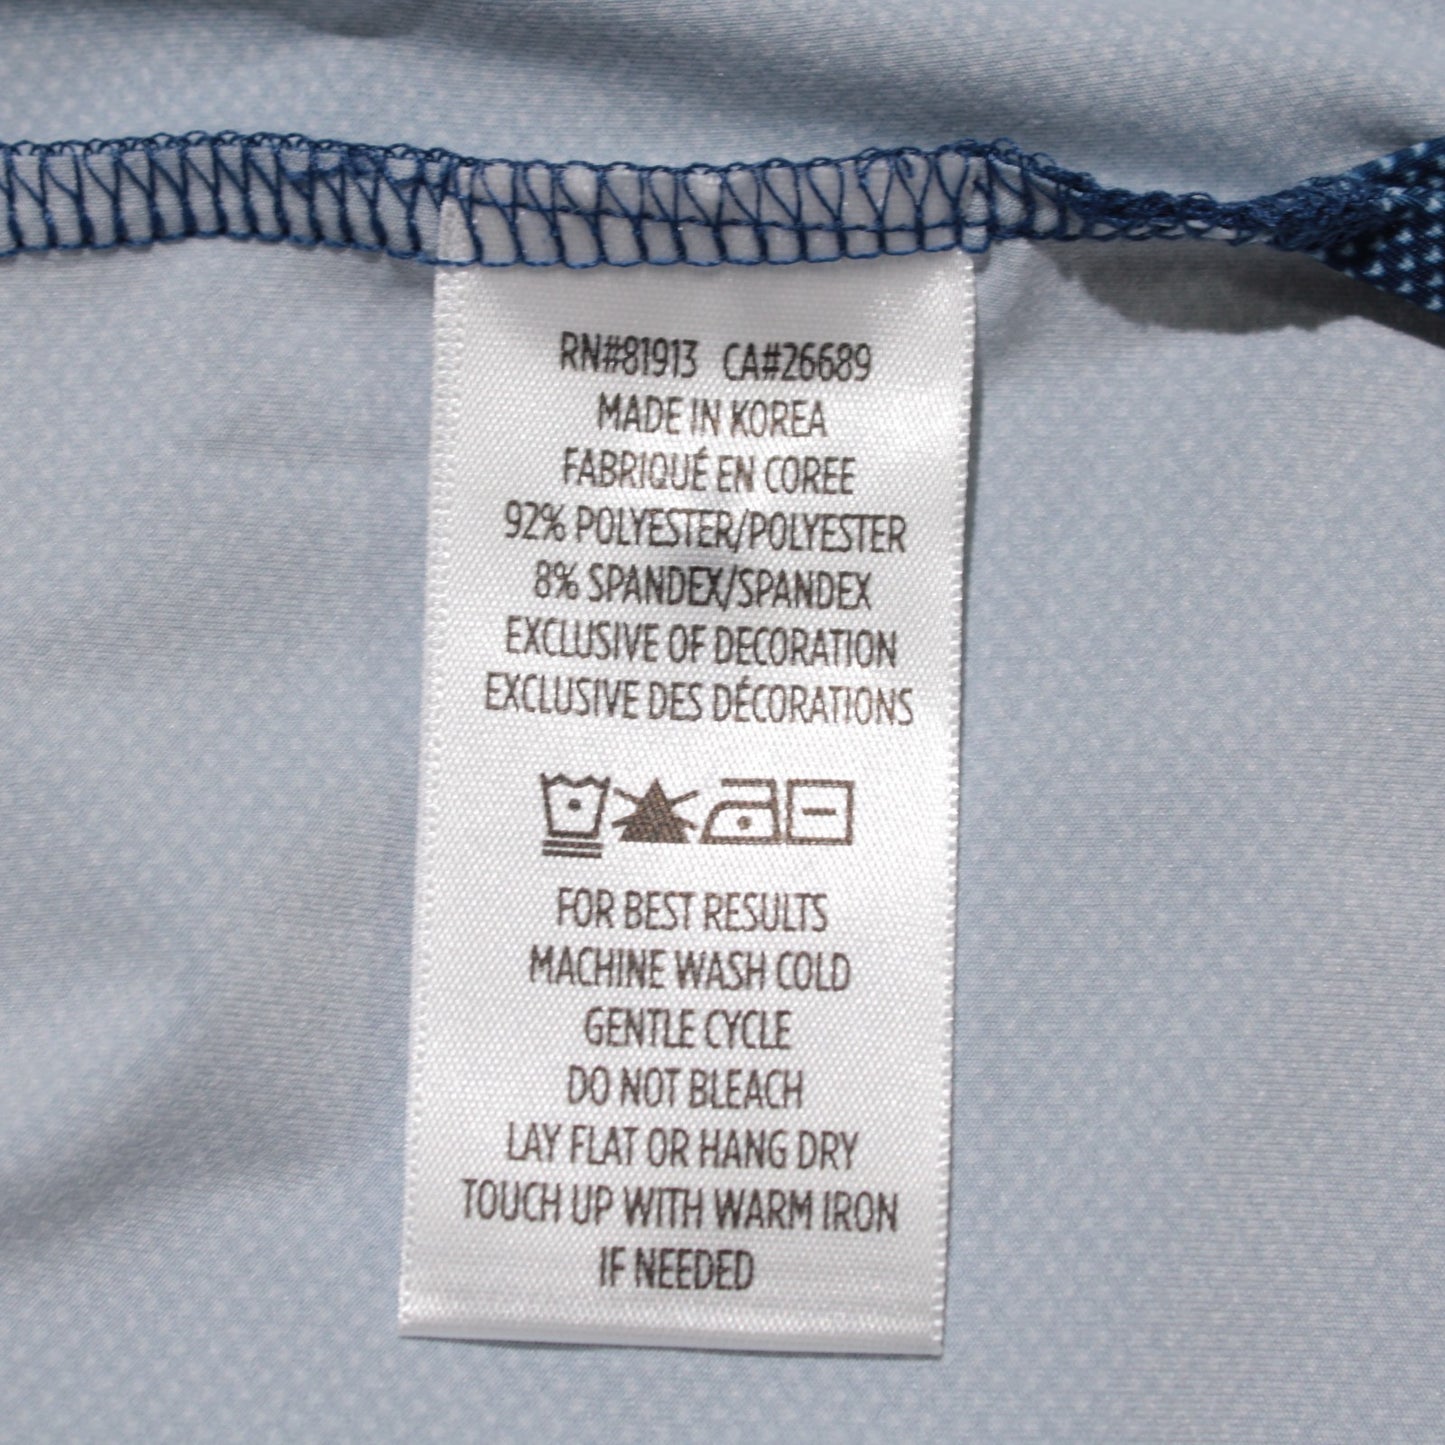 RN#81913 CA#26689
MADE IN KOREA
FABRIQUÉ EN COREE
92% POLYESTER/POLYESTER
8% SPANDEX/SPANDEX
EXCLUSIVE OF DECORATION
EXCLUSIVE DES DÉCORATIONS
FOR BEST RESULTS
MACHINE WASH COLD
GENTLE CYCLE
DO NOT BLEACH
LAY FLAT OR HANG DRY
TOUCH UP WITH WARM IRON
IF NEEDED